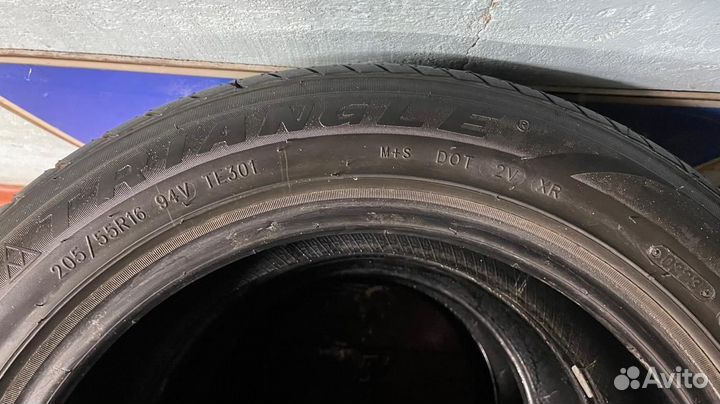 TRIANGLE®
205/55R16 94V TE301
M+S DOT 2V XR
Avito